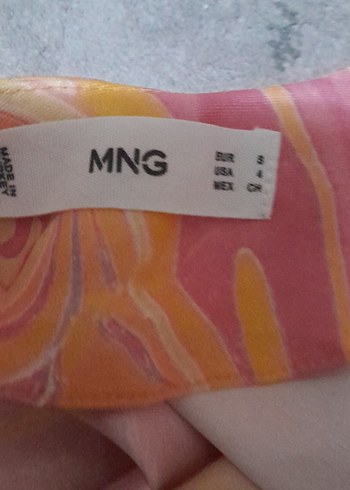 MADE IN
TURKEY
MNG
EUR S
USA 4
MEX CH